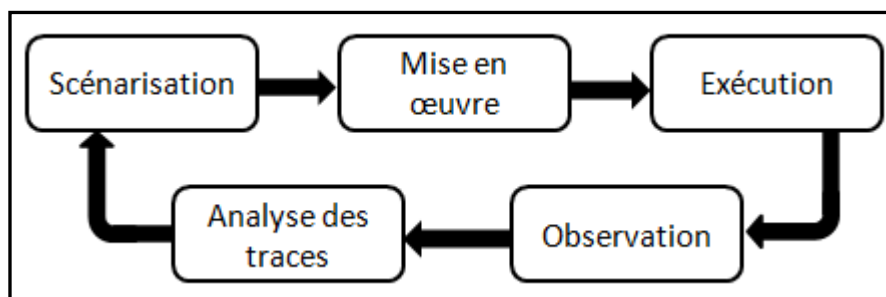 Scénarisation
Mise en
œuvre
Exécution
Observation
Analyse des
traces